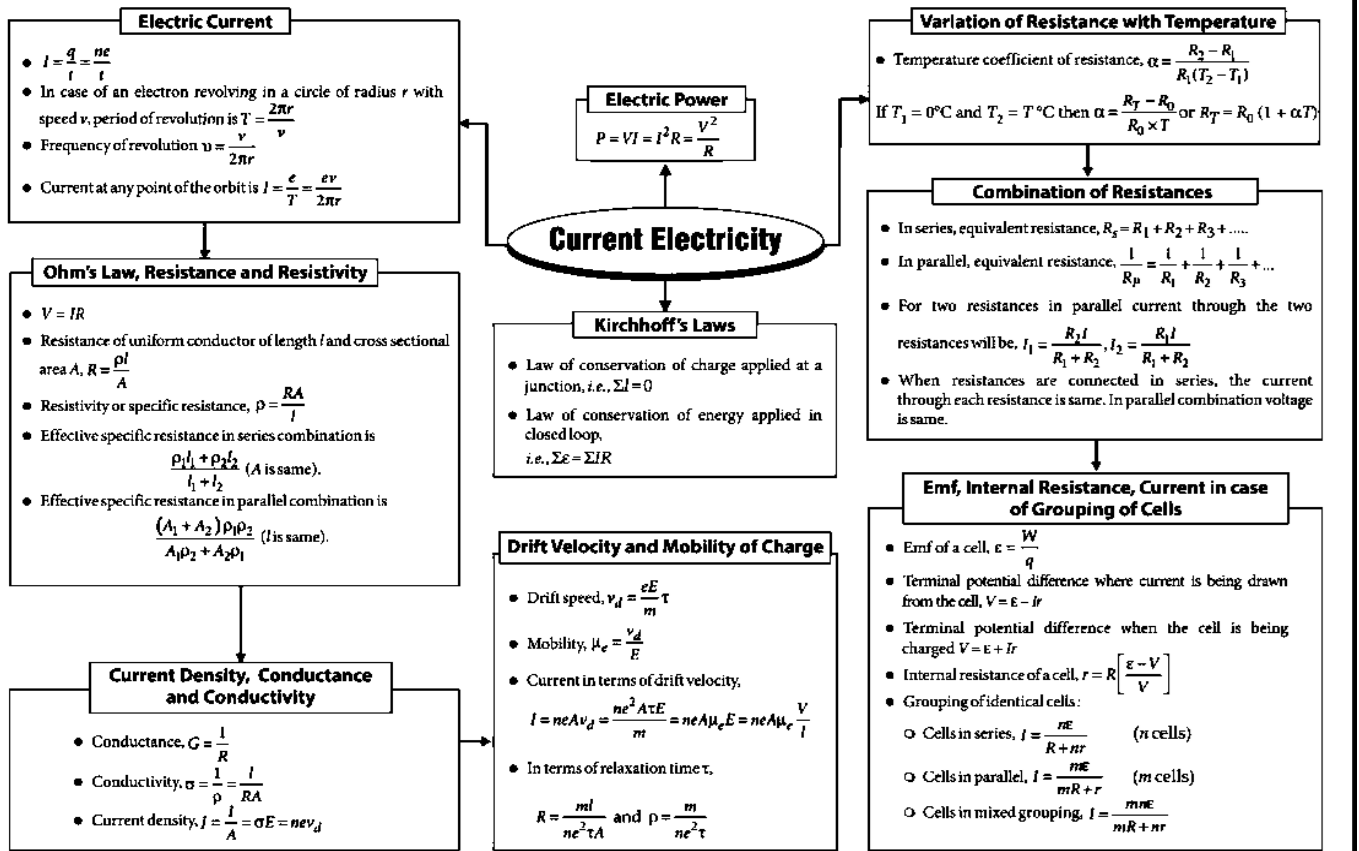 Electric Current
• I = q/t = ne/t
• In case of an electron revolving in a circle of radius r with
speed v, period of revolution is T = 2πr/v
• Frequency of revolution υ = v/2πr
• Current at any point of the orbit is I = e/T = ev/2πr
Ohm's Law, Resistance and Resistivity
• V = IR
• Resistance of uniform conductor of length l and cross sectional
area A, R = ρl/A
• Resistivity or specific resistance, ρ = RA/l
• Effective specific resistance in series combination is
(ρ₁l₁ + ρ₂l₂)/(l₁ + l₂) (A is same).
• Effective specific resistance in parallel combination is
(A₁ + A₂)ρ₁ρ₂/(A₁ρ₂ + A₂ρ₁) (l is same).
Current Density, Conductance
and Conductivity
• Conductance, G = 1/R
• Conductivity, σ = 1/ρ = l/RA
• Current density, J = I/A = σE = nev_d
Electric Power
P = VI = I²R = V²/R
Current Electricity
Kirchhoff's Laws
• Law of conservation of charge applied at a
junction, i.e., ΣI = 0
• Law of conservation of energy applied in
closed loop,
i.e., Σε = ΣIR
Drift Velocity and Mobility of Charge
• Drift speed, v_d = eE/m τ
• Mobility, μ_e = v_d/E
• Current in terms of drift velocity,
I = neAv_d = ne²AτE/m = neAμ_eE = neAμ_e V/l
• In terms of relaxation time τ,
R = ml/ne²τA and ρ = m/ne²τ
Variation of Resistance with Temperature
• Temperature coefficient of resistance, α = (R₂ − R₁)/R₁(T₂ − T₁)
If T₁ = 0°C and T₂ = T °C then α = (R_T − R₀)/(R₀ × T) or R_T = R₀ (1 + αT)
Combination of Resistances
• In series, equivalent resistance, R_s = R₁ + R₂ + R₃ + .....
• In parallel, equivalent resistance, 1/R_p = 1/R₁ + 1/R₂ + 1/R₃ + ...
• For two resistances in parallel current through the two
resistances will be, I₁ = R₂I/(R₁ + R₂), I₂ = R₁I/(R₁ + R₂)
• When resistances are connected in series, the current
through each resistance is same. In parallel combination voltage
is same.
Emf, Internal Resistance, Current in case
of Grouping of Cells
• Emf of a cell, ε = W/q
• Terminal potential difference where current is being drawn
from the cell, V = ε − Ir
• Terminal potential difference when the cell is being
charged V = ε + Ir
• Internal resistance of a cell, r = R[(ε − V)/V]
• Grouping of identical cells :
○ Cells in series, I = nε/(R + nr) (n cells)
○ Cells in parallel, I = mε/(mR + r) (m cells)
○ Cells in mixed grouping, I = mnε/(mR + nr)